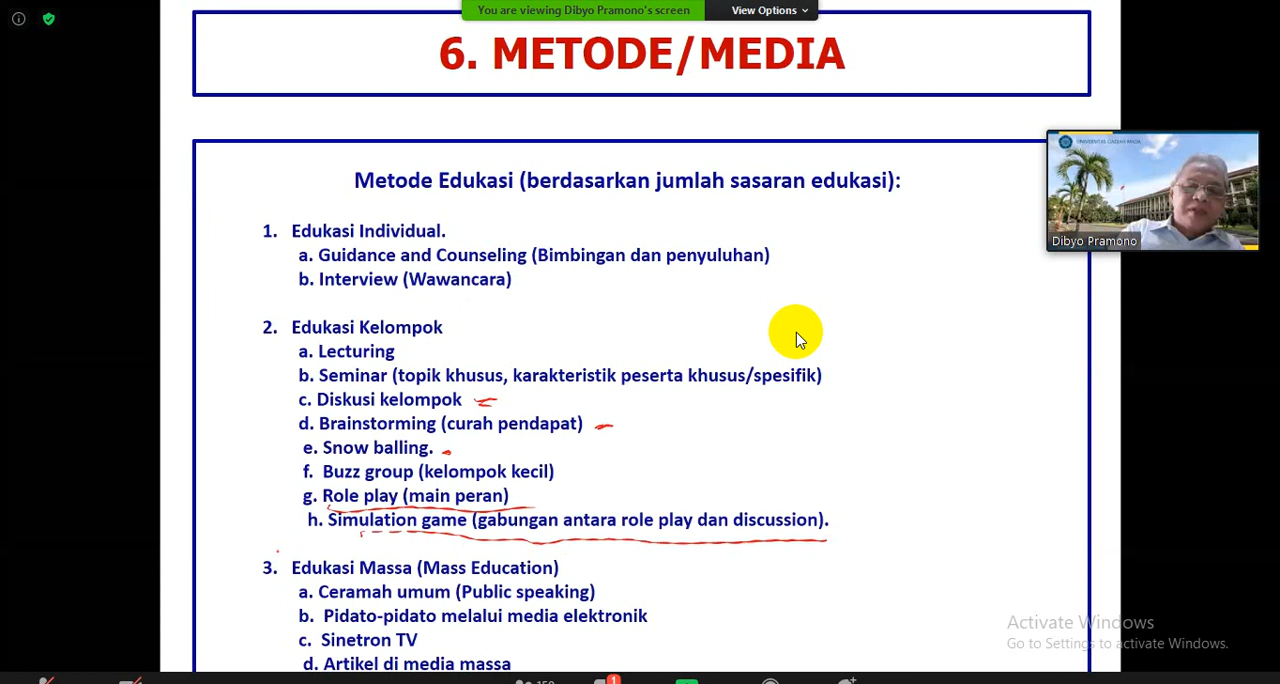 You are viewing Dibyo Pramono's screen
View Options
6. METODE/MEDIA
Metode Edukasi (berdasarkan jumlah sasaran edukasi):
1. Edukasi Individual.
a. Guidance and Counseling (Bimbingan dan penyuluhan)
b. Interview (Wawancara)
2. Edukasi Kelompok
a. Lecturing
b. Seminar (topik khusus, karakteristik peserta khusus/spesifik)
c. Diskusi kelompok
d. Brainstorming (curah pendapat)
e. Snow balling.
f. Buzz group (kelompok kecil)
g. Role play (main peran)
h. Simulation game (gabungan antara role play dan discussion).
3. Edukasi Massa (Mass Education)
a. Ceramah umum (Public speaking)
b. Pidato-pidato melalui media elektronik
c. Sinetron TV
d. Artikel di media massa
UNIVERSITAS GADJAH MADA
Dibyo Pramono
Activate Windows
Go to Settings to activate Windows.
1